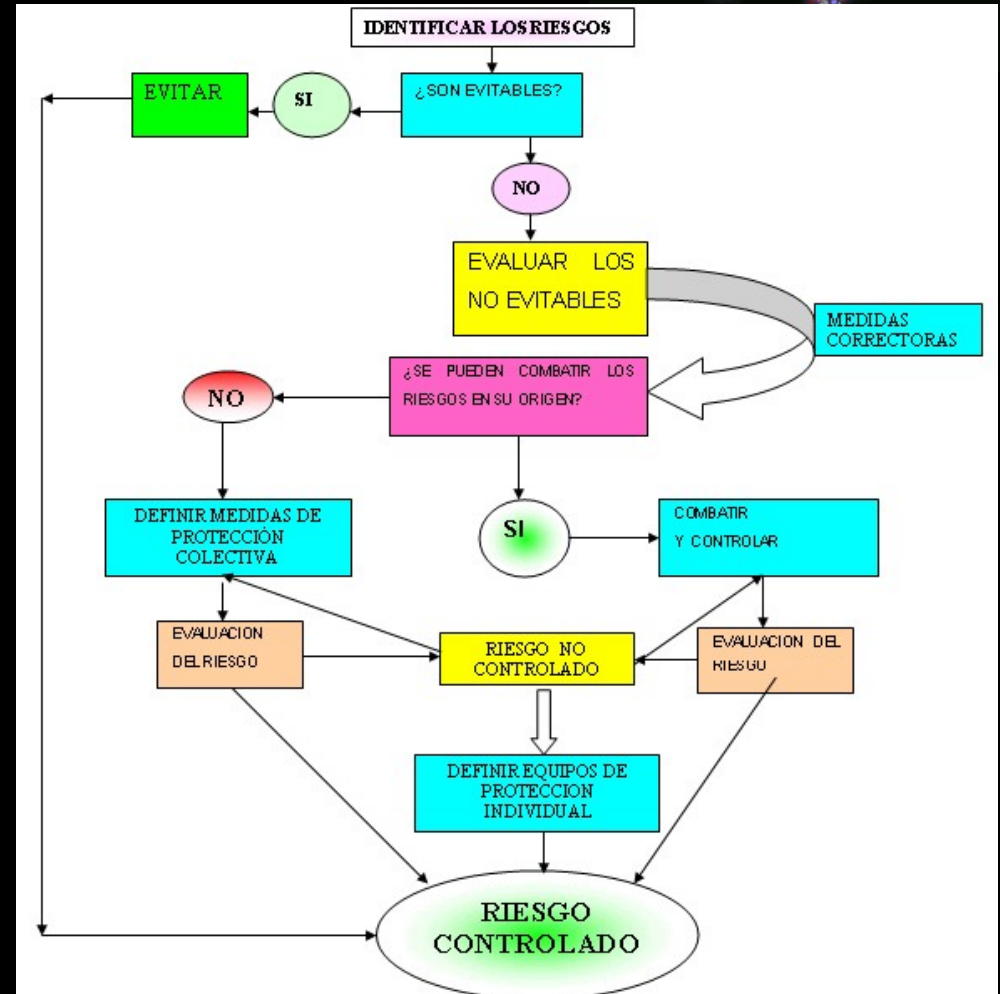 IDENTIFICAR LOS RIESGOS
EVITAR
SI
¿SON EVITABLES?
NO
EVALUAR LOS
NO EVITABLES
MEDIDAS
CORRECTORAS
¿SE PUEDEN COMBATIR LOS
RIESGOS EN SU ORIGEN?
NO
DEFINIR MEDIDAS DE
PROTECCIÓN
COLECTIVA
SI
COMBATIR
Y CONTROLAR
EVALUACION
DEL RIESGO
RIESGO NO
CONTROLADO
EVALUACION DEL
RIESGO
DEFINIR EQUIPOS DE
PROTECCION
INDIVIDUAL
RIESGO
CONTROLADO